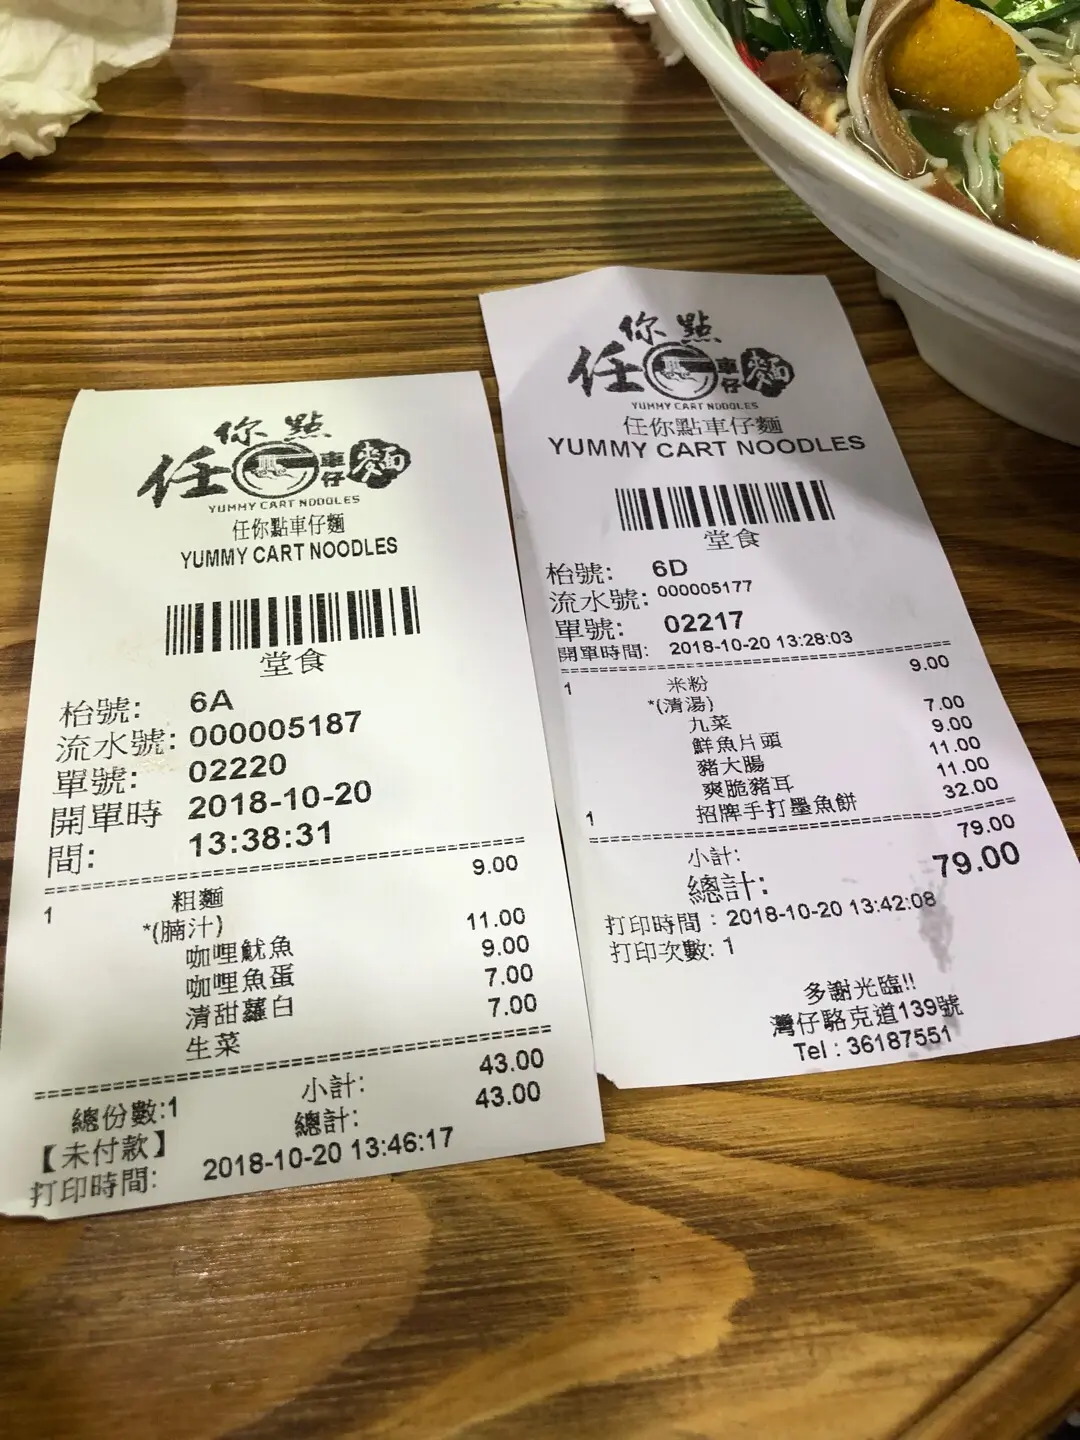 你點
任 車仔麵
YUMMY CART NOODLES
任你點車仔麵
YUMMY CART NOODLES
堂食
枱號: 6A
流水號: 000005187
單號: 02220
開單時間: 2018-10-20 13:38:31
1 粗麵 9.00
*(腩汁)
咖哩魷魚 11.00
咖哩魚蛋 9.00
清甜蘿白 7.00
生菜 7.00
小計: 43.00
總份數:1 總計: 43.00
【未付款】
打印時間: 2018-10-20 13:46:17
你點
任 車仔麵
YUMMY CART NOODLES
任你點車仔麵
YUMMY CART NOODLES
堂食
枱號: 6D
流水號: 000005177
單號: 02217
開單時間: 2018-10-20 13:28:03
1 米粉 9.00
*(清湯)
九菜 7.00
鮮魚片頭 9.00
豬大腸 11.00
爽脆豬耳 11.00
1 招牌手打墨魚餅 32.00
小計: 79.00
總計: 79.00
打印時間 : 2018-10-20 13:42:08
打印次數: 1
多謝光臨!!
灣仔駱克道139號
Tel : 36187551